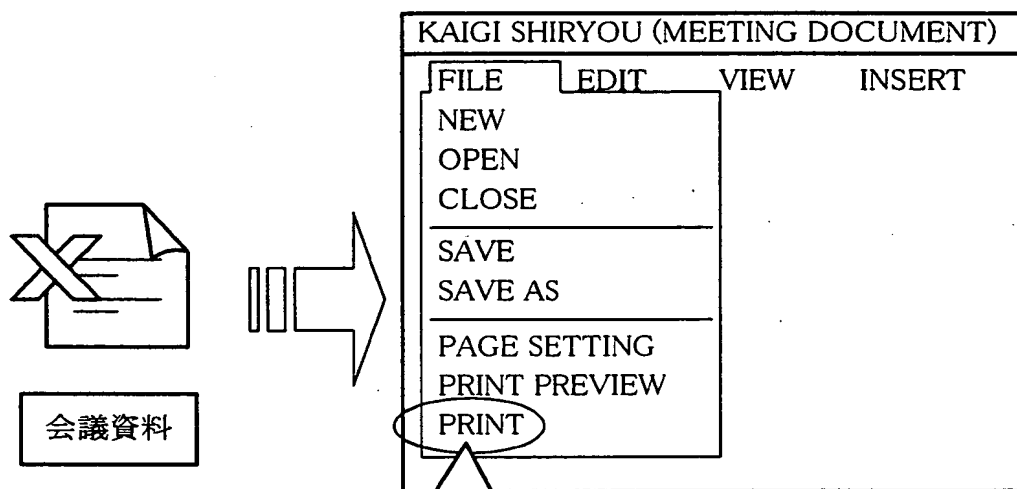 KAIGI SHIRYOU (MEETING DOCUMENT)
FILE EDIT VIEW INSERT
NEW
OPEN
CLOSE
SAVE
SAVE AS
PAGE SETTING
PRINT PREVIEW
PRINT
会議資料